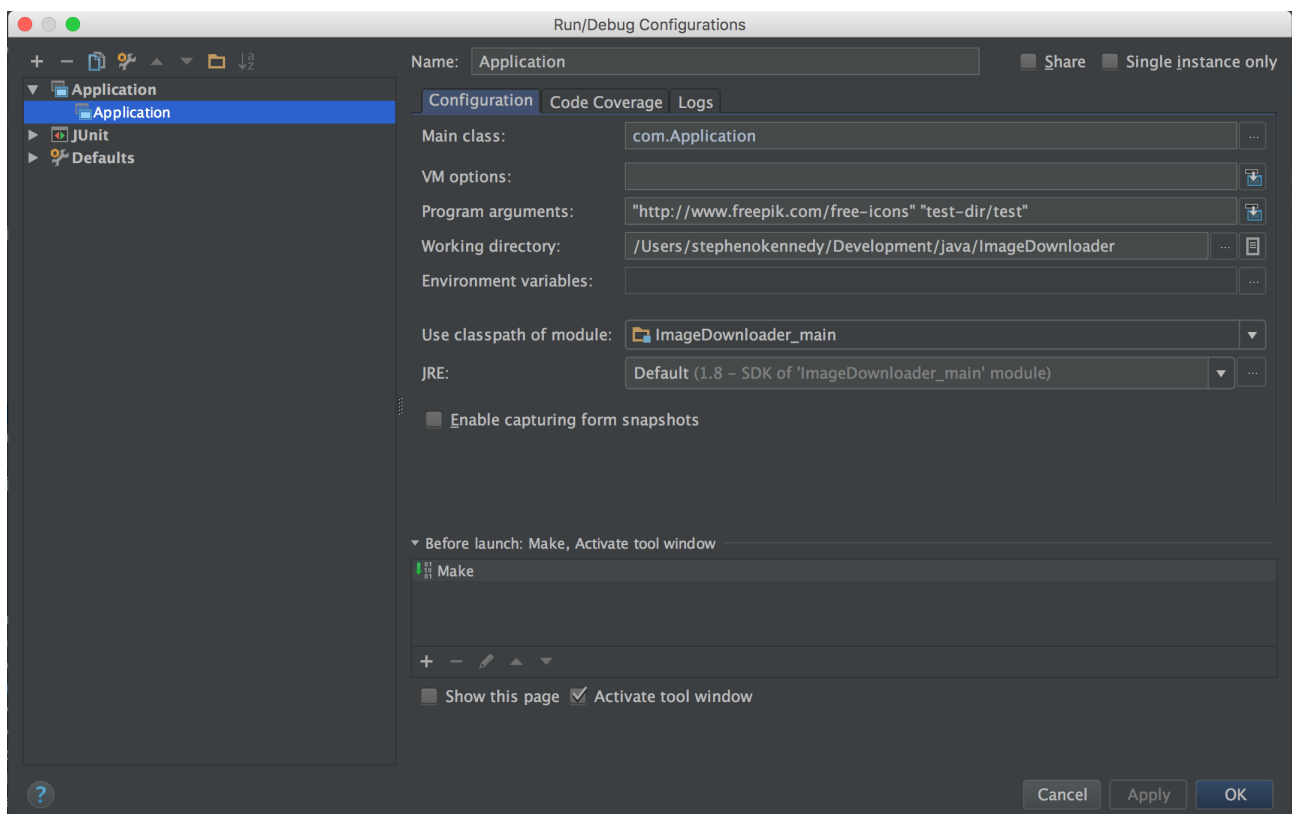 Run/Debug Configurations
Name: Application Share Single instance only
Application
Application
JUnit
Defaults
Configuration Code Coverage Logs
Main class: com.Application ...
VM options:
Program arguments: "http://www.freepik.com/free-icons" "test-dir/test"
Working directory: /Users/stephenokennedy/Development/java/ImageDownloader ...
Environment variables: ...
Use classpath of module: ImageDownloader_main
JRE: Default (1.8 – SDK of 'ImageDownloader_main' module) ...
Enable capturing form snapshots
Before launch: Make, Activate tool window
Make
Show this page Activate tool window
? Cancel Apply OK